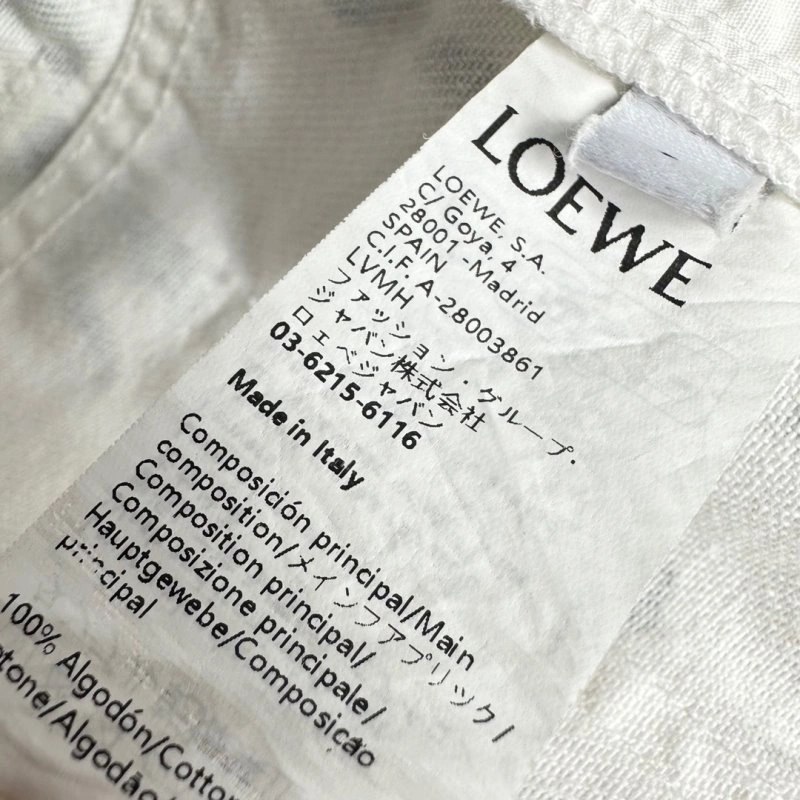 LOEWE
LOEWE, S.A.
C/ Goya, 4
28001 -Madrid
SPAIN
C.I.F. A-28003861
LVMH
ファッション・グループ・
ジャパン株式会社
ロエベジャパン
03-6215-6116
Made in Italy
Composición principal/Main
composition/メインファブリック/
Composition principal/
Composizione principale/
Hauptgewebe/Composição
principal
100% Algodón/Cotton
/Algodão/